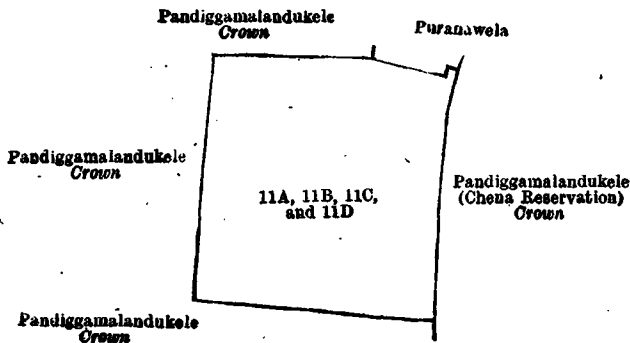 Pandiggamalandukele
Crown
Puranawela
Pandiggamalandukele
Crown
11A, 11B, 11C,
and 11D
Pandiggamalandukele
(Chena Reservation)
Crown
Pandiggamalandukele
Crown